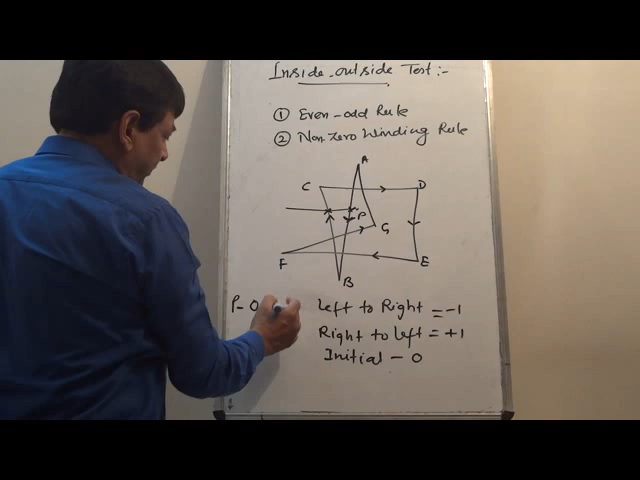 Inside-outside Test:-
① Even-odd Rule
② Non Zero Winding Rule
A
C
D
P
G
F
E
B
P-0
Left to Right = -1
Right to left = +1
Initial - 0